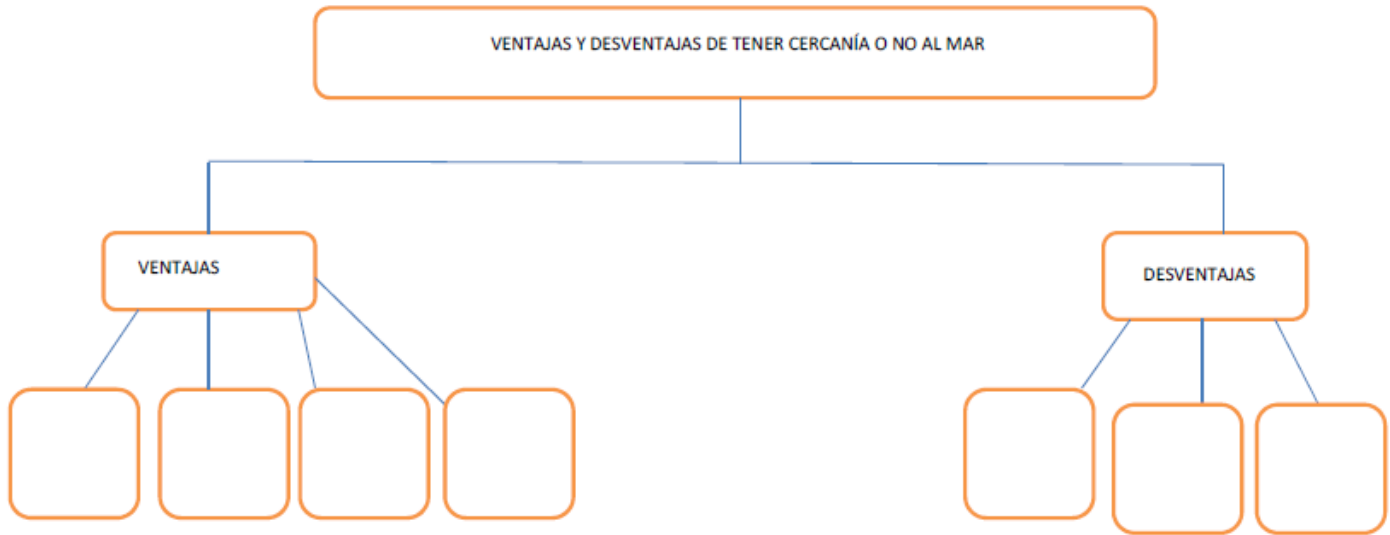 VENTAJAS Y DESVENTAJAS DE TENER CERCANÍA O NO AL MAR
VENTAJAS
DESVENTAJAS